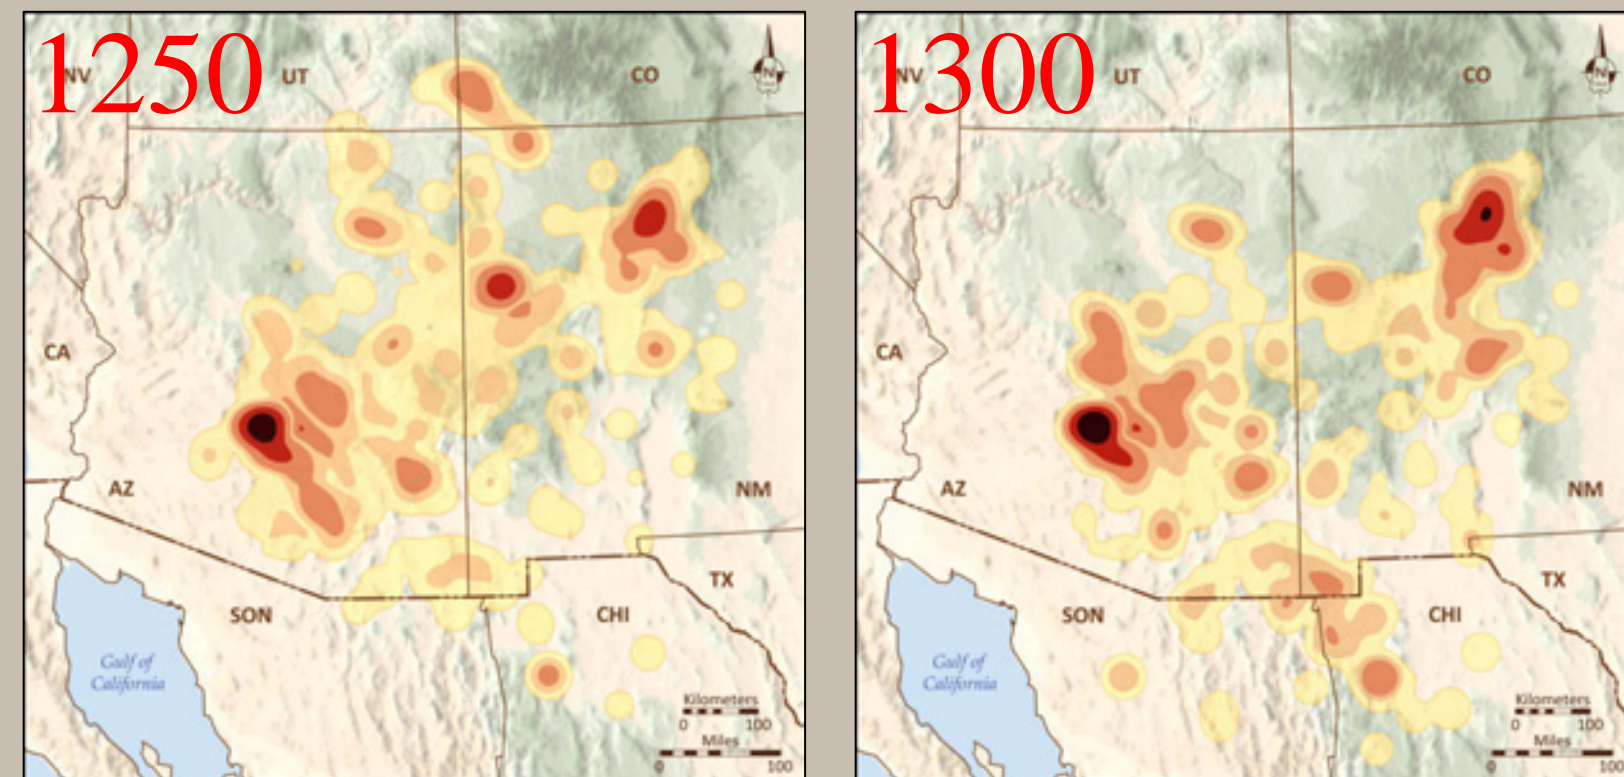 1250
NV
UT
CO
N
CA
AZ
NM
TX
SON
CHI
Gulf of
California
Kilometers
0 100
Miles
0 100
1300
NV
UT
CO
N
CA
AZ
NM
TX
SON
CHI
Gulf of
California
Kilometers
0 100
Miles
0 100